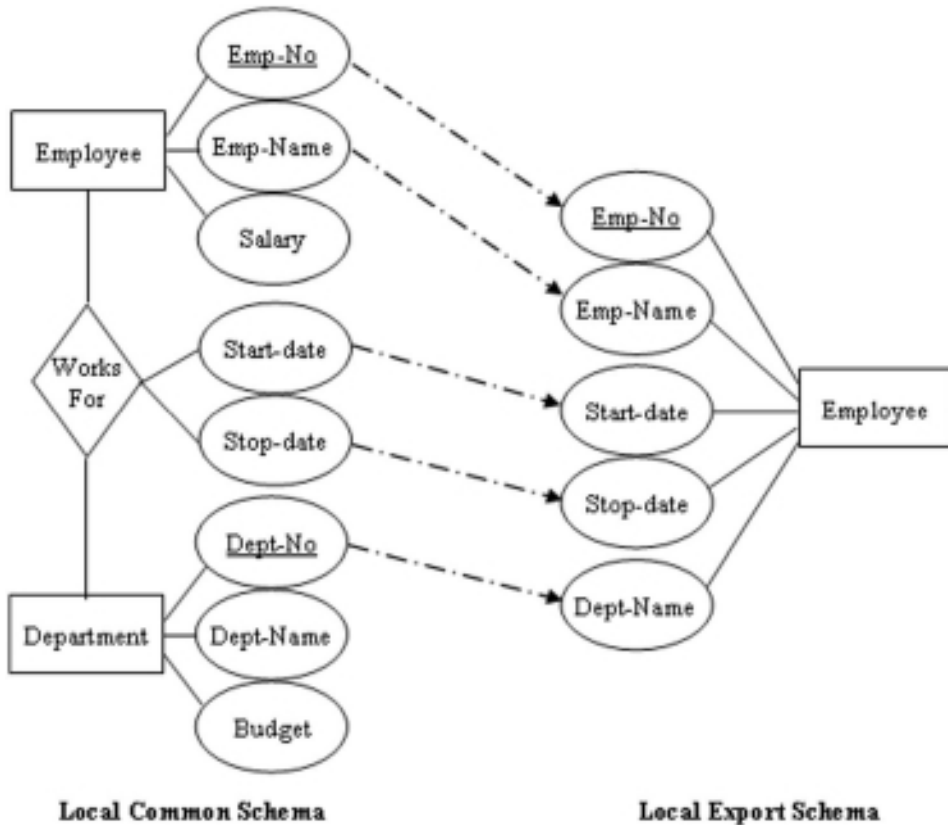 Emp-No
Employee
Emp-Name
Salary
Works
For
Start-date
Stop-date
Dept-No
Department
Dept-Name
Budget
Emp-No
Emp-Name
Start-date
Employee
Stop-date
Dept-Name
Local Common Schema
Local Export Schema